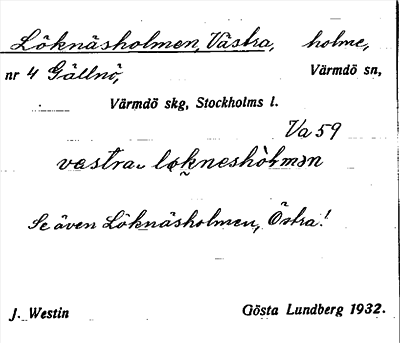 Löknäsholmen, Västra, holme,
nr 4 Gällnö, Värmdö sn,
Värmdö skg, Stockholms l.
Va 59
vastra lokneshòlmən
Se även Löknäsholmen, Östra!
J. Westin Gösta Lundberg 1932.